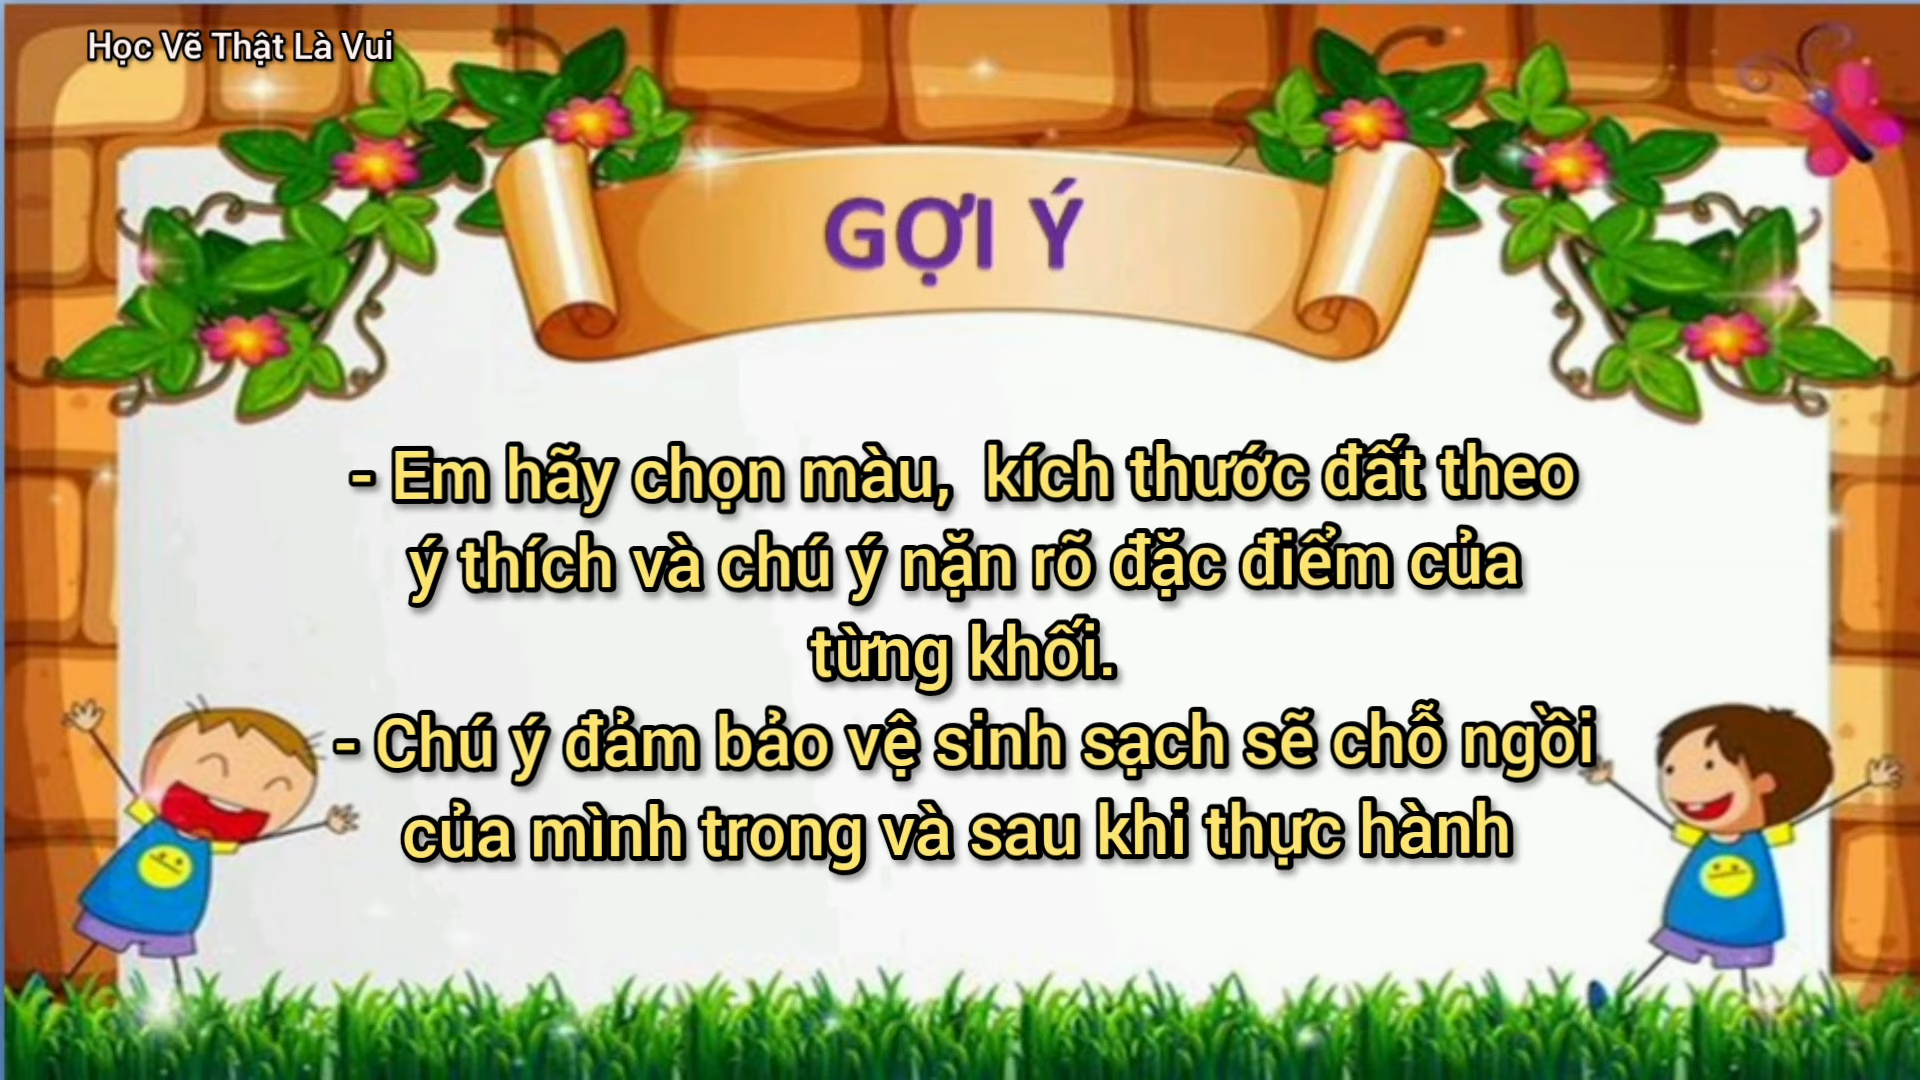 Học Vẽ Thật Là Vui
GỢI Ý
- Em hãy chọn màu, kích thước đất theo
ý thích và chú ý nặn rõ đặc điểm của
từng khối.
- Chú ý đảm bảo vệ sinh sạch sẽ chỗ ngồi
của mình trong và sau khi thực hành